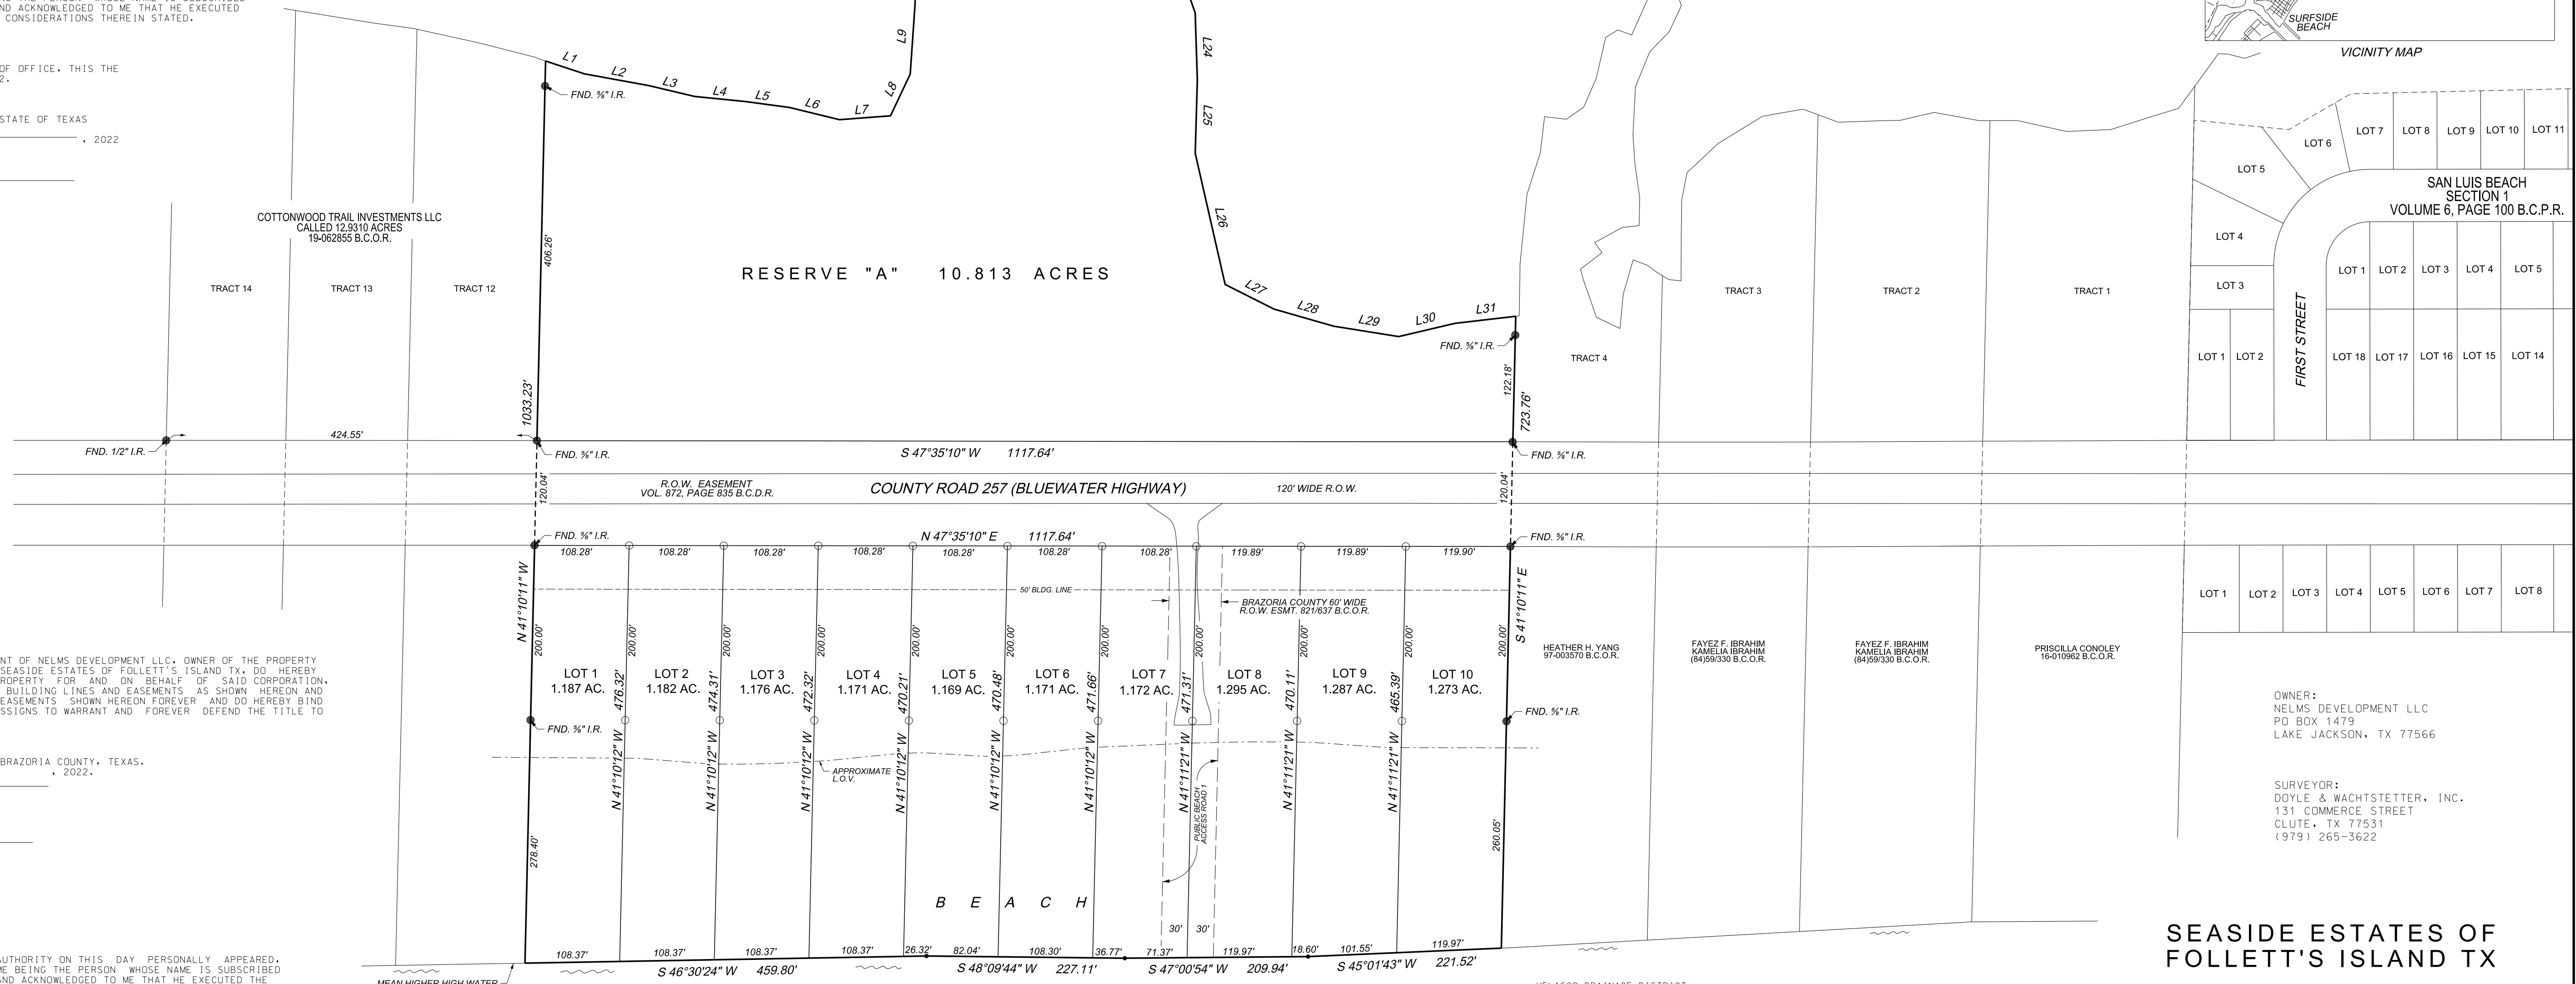 ND ACKNOWLEDGED TO ME THAT HE EXECUTED
CONSIDERATIONS THEREIN STATED.
OF OFFICE, THIS THE
2.
STATE OF TEXAS
, 2022
L1
L2
L3
L4
L5
L6
L7
L8
L9
L24
L25
L26
L27
L28
L29
L30
L31
SURFSIDE
BEACH
VICINITY MAP
FND. ⅝" I.R.
406.26'
1033.23'
COTTONWOOD TRAIL INVESTMENTS LLC
CALLED 12.9310 ACRES
19-062855 B.C.O.R.
TRACT 14
TRACT 13
TRACT 12
RESERVE "A" 10.813 ACRES
FND. ⅝" I.R.
122.18'
723.76'
TRACT 4
TRACT 3
TRACT 2
TRACT 1
LOT 5
LOT 6
LOT 7
LOT 8
LOT 9
LOT 10
LOT 11
SAN LUIS BEACH
SECTION 1
VOLUME 6, PAGE 100 B.C.P.R.
LOT 4
LOT 3
LOT 1
LOT 2
FIRST STREET
LOT 1
LOT 2
LOT 3
LOT 4
LOT 5
LOT 18
LOT 17
LOT 16
LOT 15
LOT 14
424.55'
FND. 1/2" I.R.
FND. ⅝" I.R.
S 47°35'10" W 1117.64'
FND. ⅝" I.R.
120.04'
R.O.W. EASEMENT
VOL. 872, PAGE 835 B.C.D.R.
COUNTY ROAD 257 (BLUEWATER HIGHWAY)
120' WIDE R.O.W.
120.04'
FND. ⅝" I.R.
N 47°35'10" E 1117.64'
FND. ⅝" I.R.
108.28'
108.28'
108.28'
108.28'
108.28'
108.28'
108.28'
119.89'
119.89'
119.90'
50' BLDG. LINE
BRAZORIA COUNTY 60' WIDE
R.O.W. ESMT. 821/637 B.C.O.R.
N 41°10'11" W
200.00'
200.00'
200.00'
200.00'
200.00'
200.00'
200.00'
200.00'
200.00'
200.00'
200.00'
S 41°10'11" E
LOT 1
1.187 AC.
LOT 2
1.182 AC.
LOT 3
1.176 AC.
LOT 4
1.171 AC.
LOT 5
1.169 AC.
LOT 6
1.171 AC.
LOT 7
1.172 AC.
LOT 8
1.295 AC.
LOT 9
1.287 AC.
LOT 10
1.273 AC.
N 41°10'12" W 476.32'
N 41°10'12" W 474.31'
N 41°10'12" W 472.32'
N 41°10'12" W 470.21'
N 41°10'12" W 470.48'
N 41°10'12" W 471.66'
N 41°11'21" W 471.31'
N 41°11'21" W 470.11'
N 41°11'21" W 465.39'
FND. ⅝" I.R.
FND. ⅝" I.R.
APPROXIMATE
L.O.V.
PUBLIC BEACH
ACCESS ROAD 1
278.40'
260.05'
BEACH
30'
30'
108.37'
108.37'
108.37'
108.37'
26.32'
82.04'
108.30'
36.77'
71.37'
119.97'
18.60'
101.55'
119.97'
S 46°30'24" W 459.80'
S 48°09'44" W 227.11'
S 47°00'54" W 209.94'
S 45°01'43" W 221.52'
MEAN HIGHER HIGH WATER
HEATHER H. YANG
97-003570 B.C.O.R.
FAYEZ F. IBRAHIM
KAMELIA IBRAHIM
(84)59/330 B.C.O.R.
FAYEZ F. IBRAHIM
KAMELIA IBRAHIM
(84)59/330 B.C.O.R.
PRISCILLA CONOLEY
16-010962 B.C.O.R.
LOT 1
LOT 2
LOT 3
LOT 4
LOT 5
LOT 6
LOT 7
LOT 8
NT OF NELMS DEVELOPMENT LLC, OWNER OF THE PROPERTY
SEASIDE ESTATES OF FOLLETT'S ISLAND TX, DO HEREBY
ROPERTY FOR AND ON BEHALF OF SAID CORPORATION,
BUILDING LINES AND EASEMENTS AS SHOWN HEREON AND
EASEMENTS SHOWN HEREON FOREVER AND DO HEREBY BIND
SSIGNS TO WARRANT AND FOREVER DEFEND THE TITLE TO
BRAZORIA COUNTY, TEXAS.
, 2022.
UTHORITY ON THIS DAY PERSONALLY APPEARED,
ME BEING THE PERSON WHOSE NAME IS SUBSCRIBED
AND ACKNOWLEDGED TO ME THAT HE EXECUTED THE
OWNER:
NELMS DEVELOPMENT LLC
PO BOX 1479
LAKE JACKSON, TX 77566
SURVEYOR:
DOYLE & WACHTSTETTER, INC.
131 COMMERCE STREET
CLUTE, TX 77531
(979) 265-3622
SEASIDE ESTATES OF
FOLLETT'S ISLAND TX